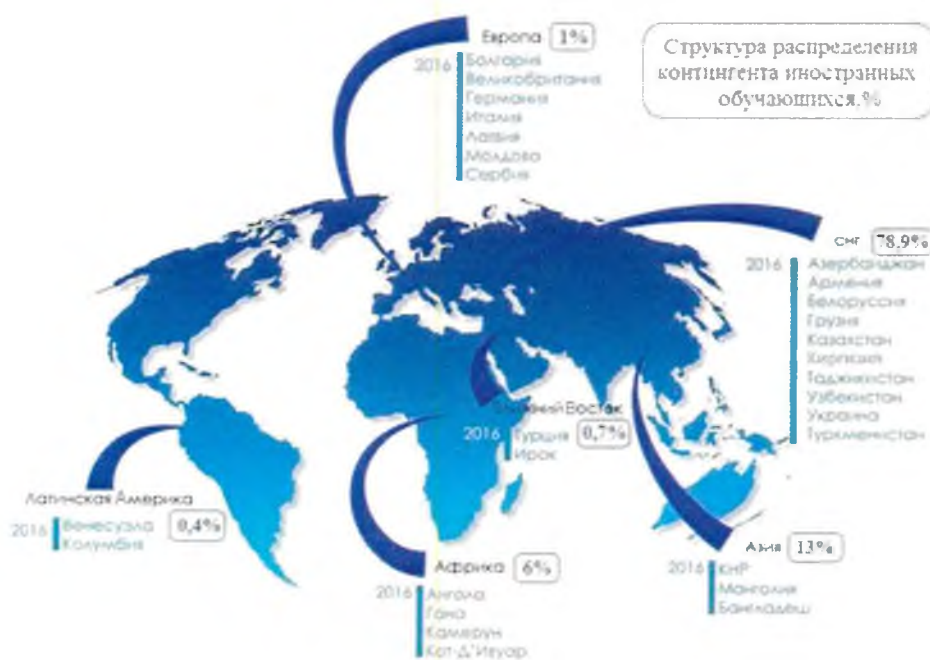 Структура распределения
контингента иностранных
обучающихся,%
Европа 1%
2016
Болгария
Великобритания
Германия
Италия
Латвия
Молдова
Сербия
СНГ 78,9%
2016
Азербайджан
Армения
Белоруссия
Грузия
Казахстан
Киргизия
Таджикистан
Узбекистан
Украина
Туркменистан
Ближний Восток
2016 Турция 0,7%
Ирак
Латинская Америка
2016 Венесуэла 0,4%
Колумбия
Африка 6%
2016 Ангола
Гана
Камерун
Кот-Д'Ивуар
Азия 13%
2016 КНР
Монголия
Бангладеш